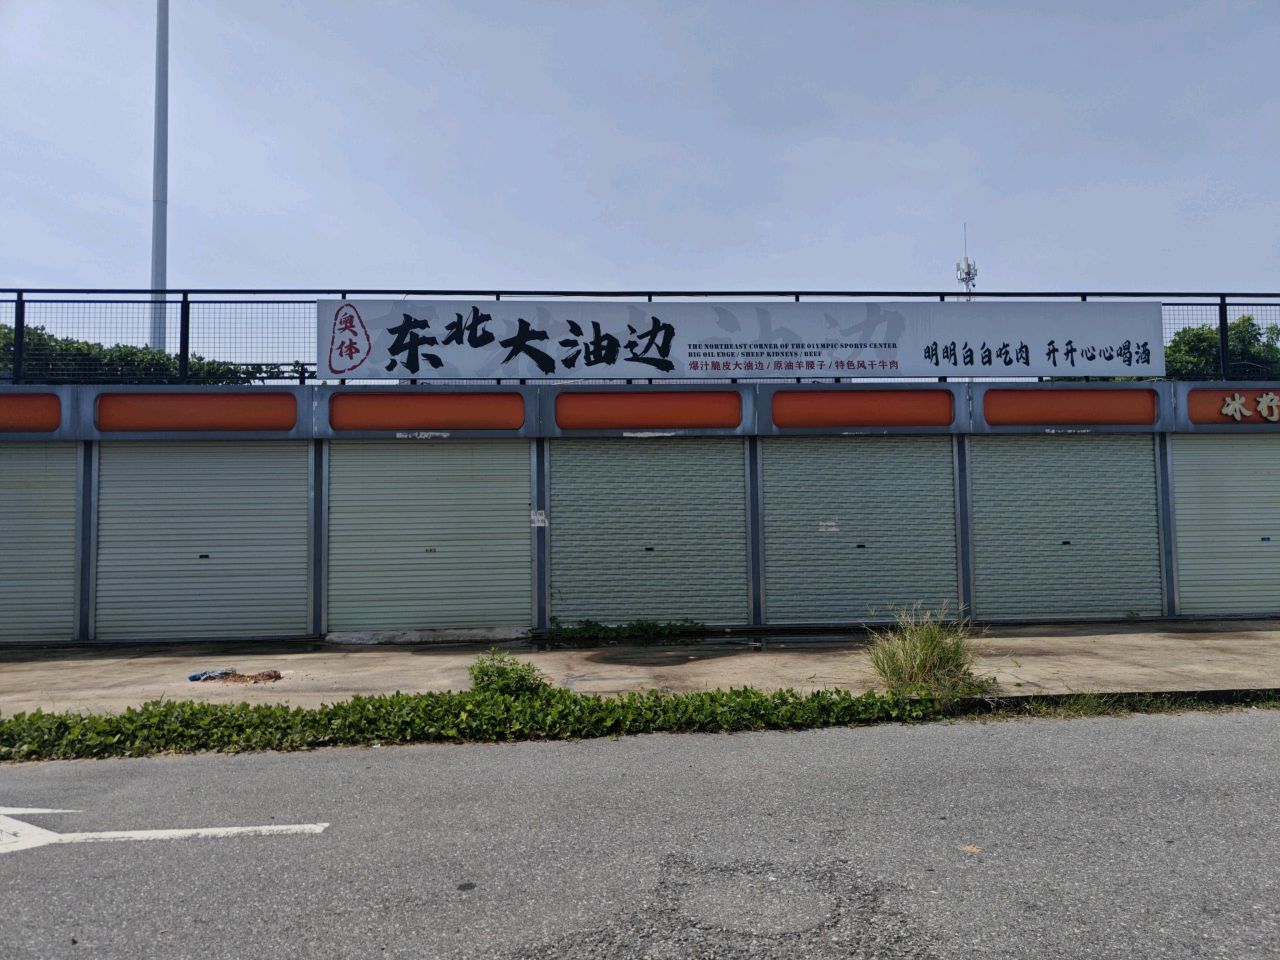 奥体
东北大油边
THE NORTHEAST CORNER OF THE OLYMPIC SPORTS CENTER
BIG OIL EDGE / SHEEP KIDNEYS / BEEF
爆汁脆皮大油边 / 原油羊腰子 / 特色风干牛肉
明明白白吃肉 开开心心喝酒
冰柠